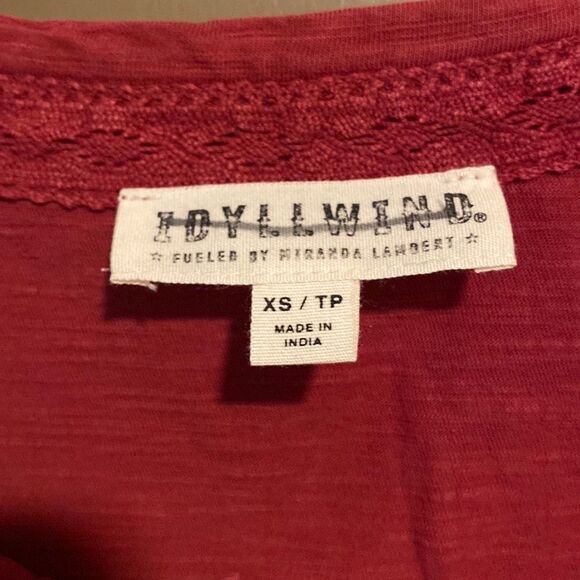 IDYLLWIND®
☆ FUELED BY MIRANDA LAMBERT ☆
XS / TP
MADE IN
INDIA